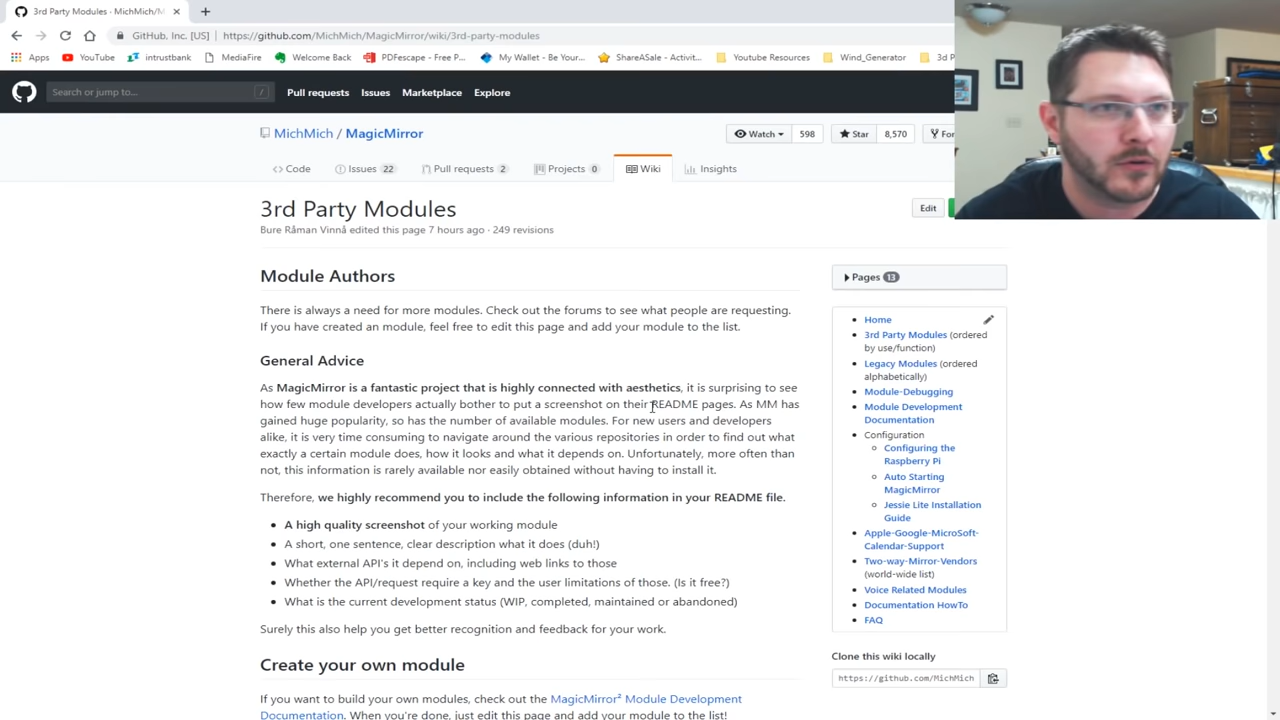 3rd Party Modules · MichMich/M
GitHub, Inc. [US]
https://github.com/MichMich/MagicMirror/wiki/3rd-party-modules
Apps
YouTube
intrustbank
MediaFire
Welcome Back
PDFescape - Free P...
My Wallet - Be Your...
ShareASale - Activit...
Youtube Resources
Wind_Generator
3d P
Search or jump to...
/
Pull requests
Issues
Marketplace
Explore
MichMich / MagicMirror
Watch
598
Star
8,570
For
Code
Issues 22
Pull requests 2
Projects 0
Wiki
Insights
3rd Party Modules
Edit
Bure Råman Vinnå edited this page 7 hours ago · 249 revisions
Module Authors
There is always a need for more modules. Check out the forums to see what people are requesting.
If you have created an module, feel free to edit this page and add your module to the list.
General Advice
As MagicMirror is a fantastic project that is highly connected with aesthetics, it is surprising to see
how few module developers actually bother to put a screenshot on their README pages. As MM has
gained huge popularity, so has the number of available modules. For new users and developers
alike, it is very time consuming to navigate around the various repositories in order to find out what
exactly a certain module does, how it looks and what it depends on. Unfortunately, more often than
not, this information is rarely available nor easily obtained without having to install it.
Therefore, we highly recommend you to include the following information in your README file.
A high quality screenshot of your working module
A short, one sentence, clear description what it does (duh!)
What external API's it depend on, including web links to those
Whether the API/request require a key and the user limitations of those. (Is it free?)
What is the current development status (WIP, completed, maintained or abandoned)
Surely this also help you get better recognition and feedback for your work.
Create your own module
If you want to build your own modules, check out the MagicMirror² Module Development
Documentation. When you're done, just edit this page and add your module to the list!
Pages 13
Home
3rd Party Modules (ordered
by use/function)
Legacy Modules (ordered
alphabetically)
Module-Debugging
Module Development
Documentation
Configuration
Configuring the
Raspberry Pi
Auto Starting
MagicMirror
Jessie Lite Installation
Guide
Apple-Google-MicroSoft-
Calendar-Support
Two-way-Mirror-Vendors
(world-wide list)
Voice Related Modules
Documentation HowTo
FAQ
Clone this wiki locally
https://github.com/MichMich